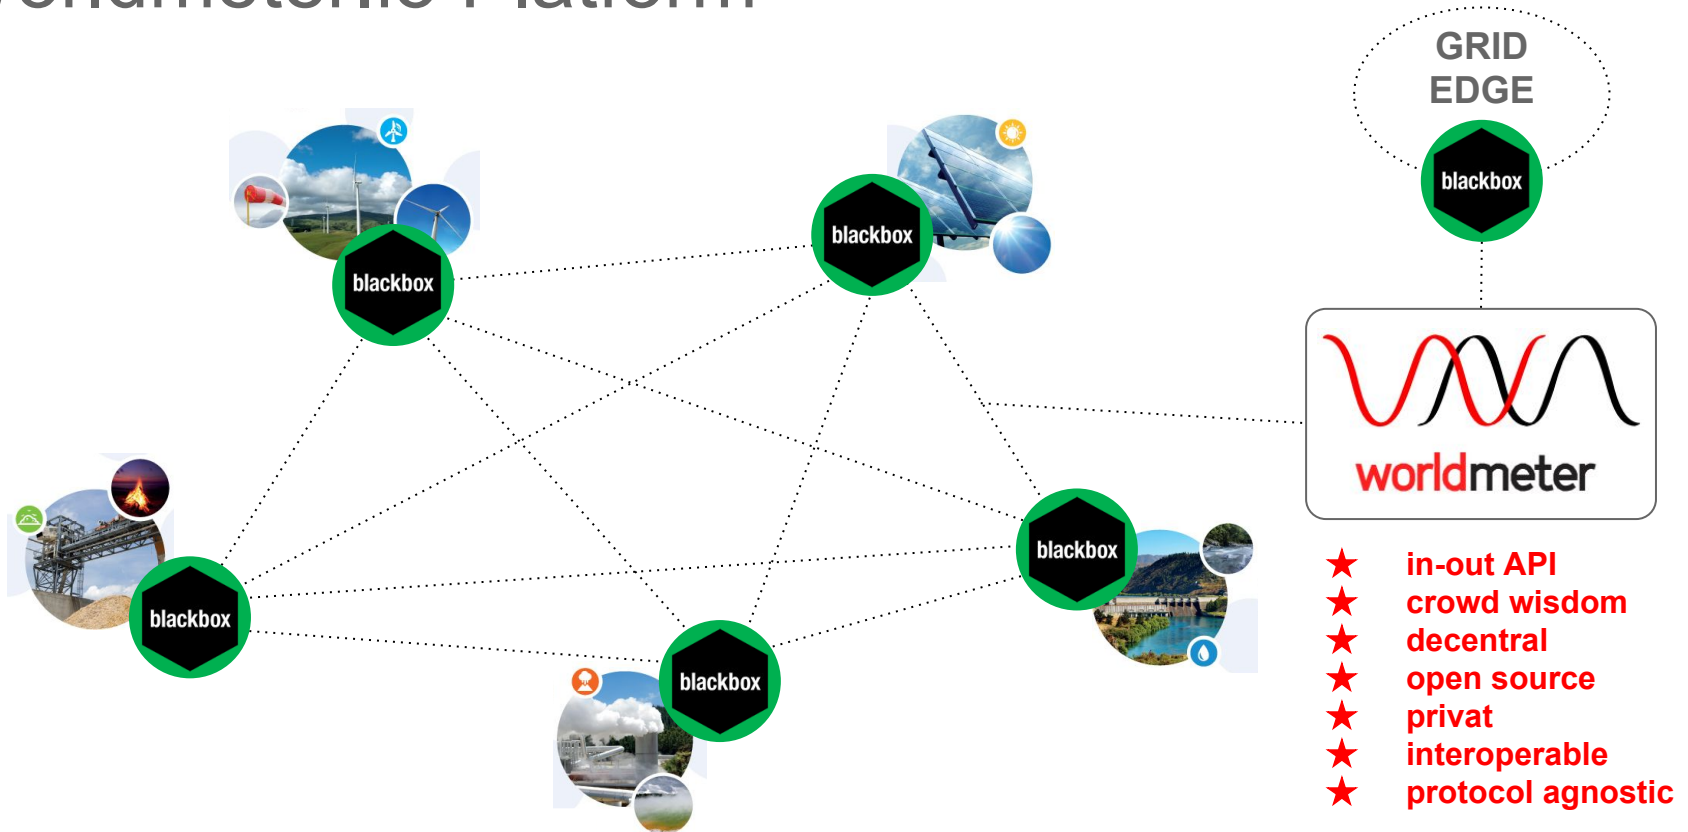 Platform
GRID
EDGE
blackbox
blackbox
blackbox
blackbox
blackbox
blackbox
worldmeter
★ in-out API
★ crowd wisdom
★ decentral
★ open source
★ privat
★ interoperable
★ protocol agnostic